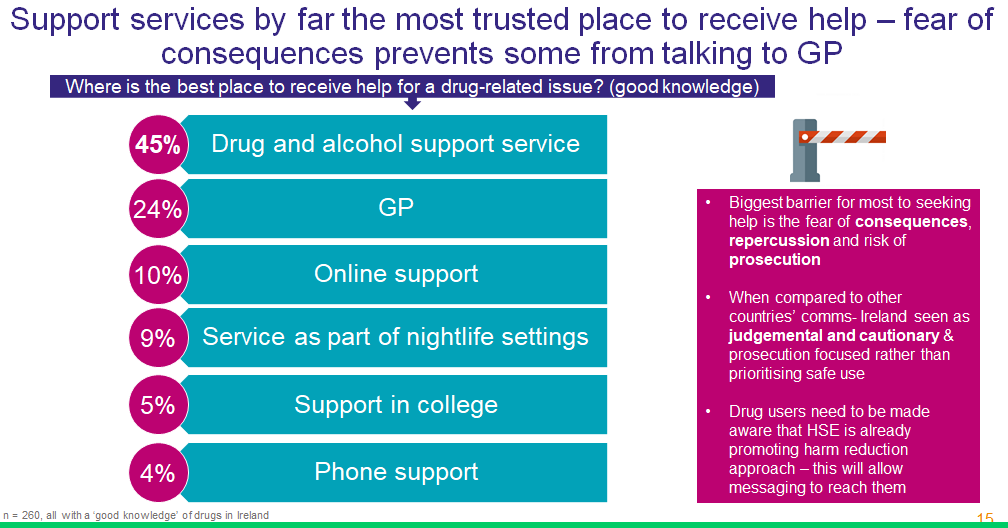 Support services by far the most trusted place to receive help – fear of
consequences prevents some from talking to GP
Where is the best place to receive help for a drug-related issue? (good knowledge)
45% Drug and alcohol support service
24% GP
10% Online support
9% Service as part of nightlife settings
5% Support in college
4% Phone support
• Biggest barrier for most to seeking
help is the fear of consequences,
repercussion and risk of
prosecution
• When compared to other
countries’ comms- Ireland seen as
judgemental and cautionary &
prosecution focused rather than
prioritising safe use
• Drug users need to be made
aware that HSE is already
promoting harm reduction
approach – this will allow
messaging to reach them
n = 260, all with a ‘good knowledge’ of drugs in Ireland
15